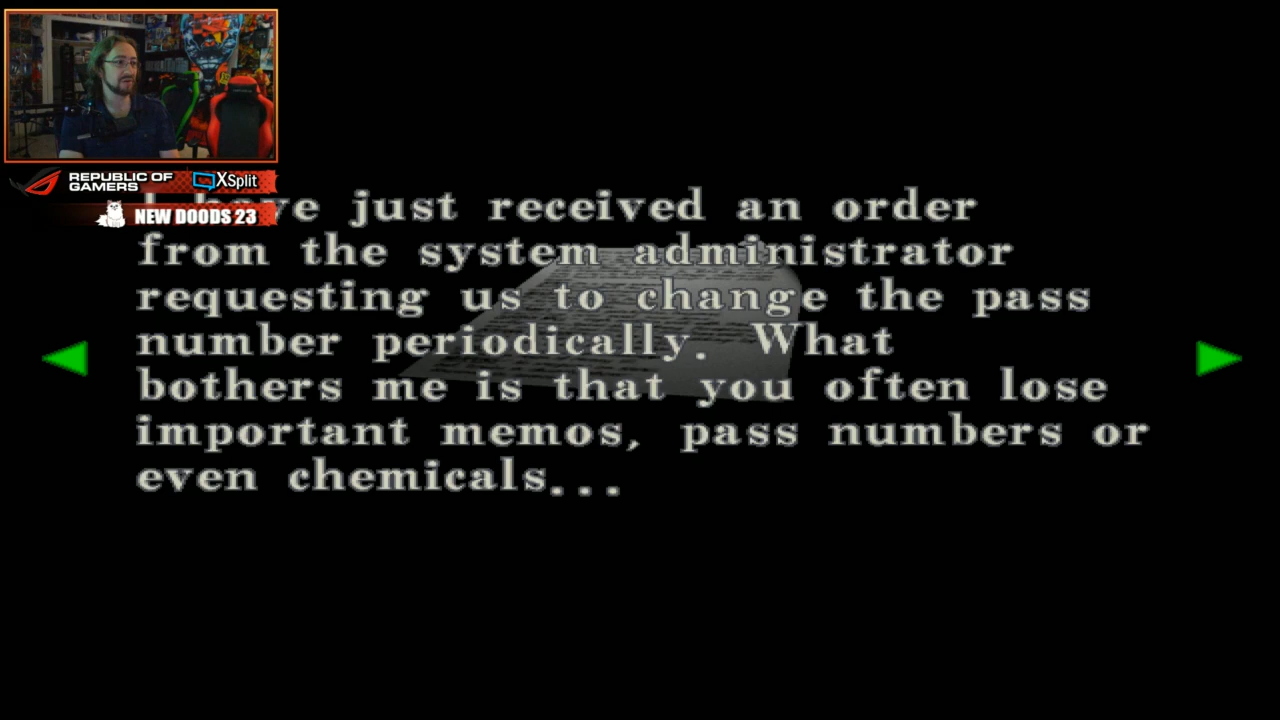 REPUBLIC OF
GAMERS
XSplit
NEW DOODS 23
I have just received an order
from the system administrator
requesting us to change the pass
number periodically. What
bothers me is that you often lose
important memos, pass numbers or
even chemicals...